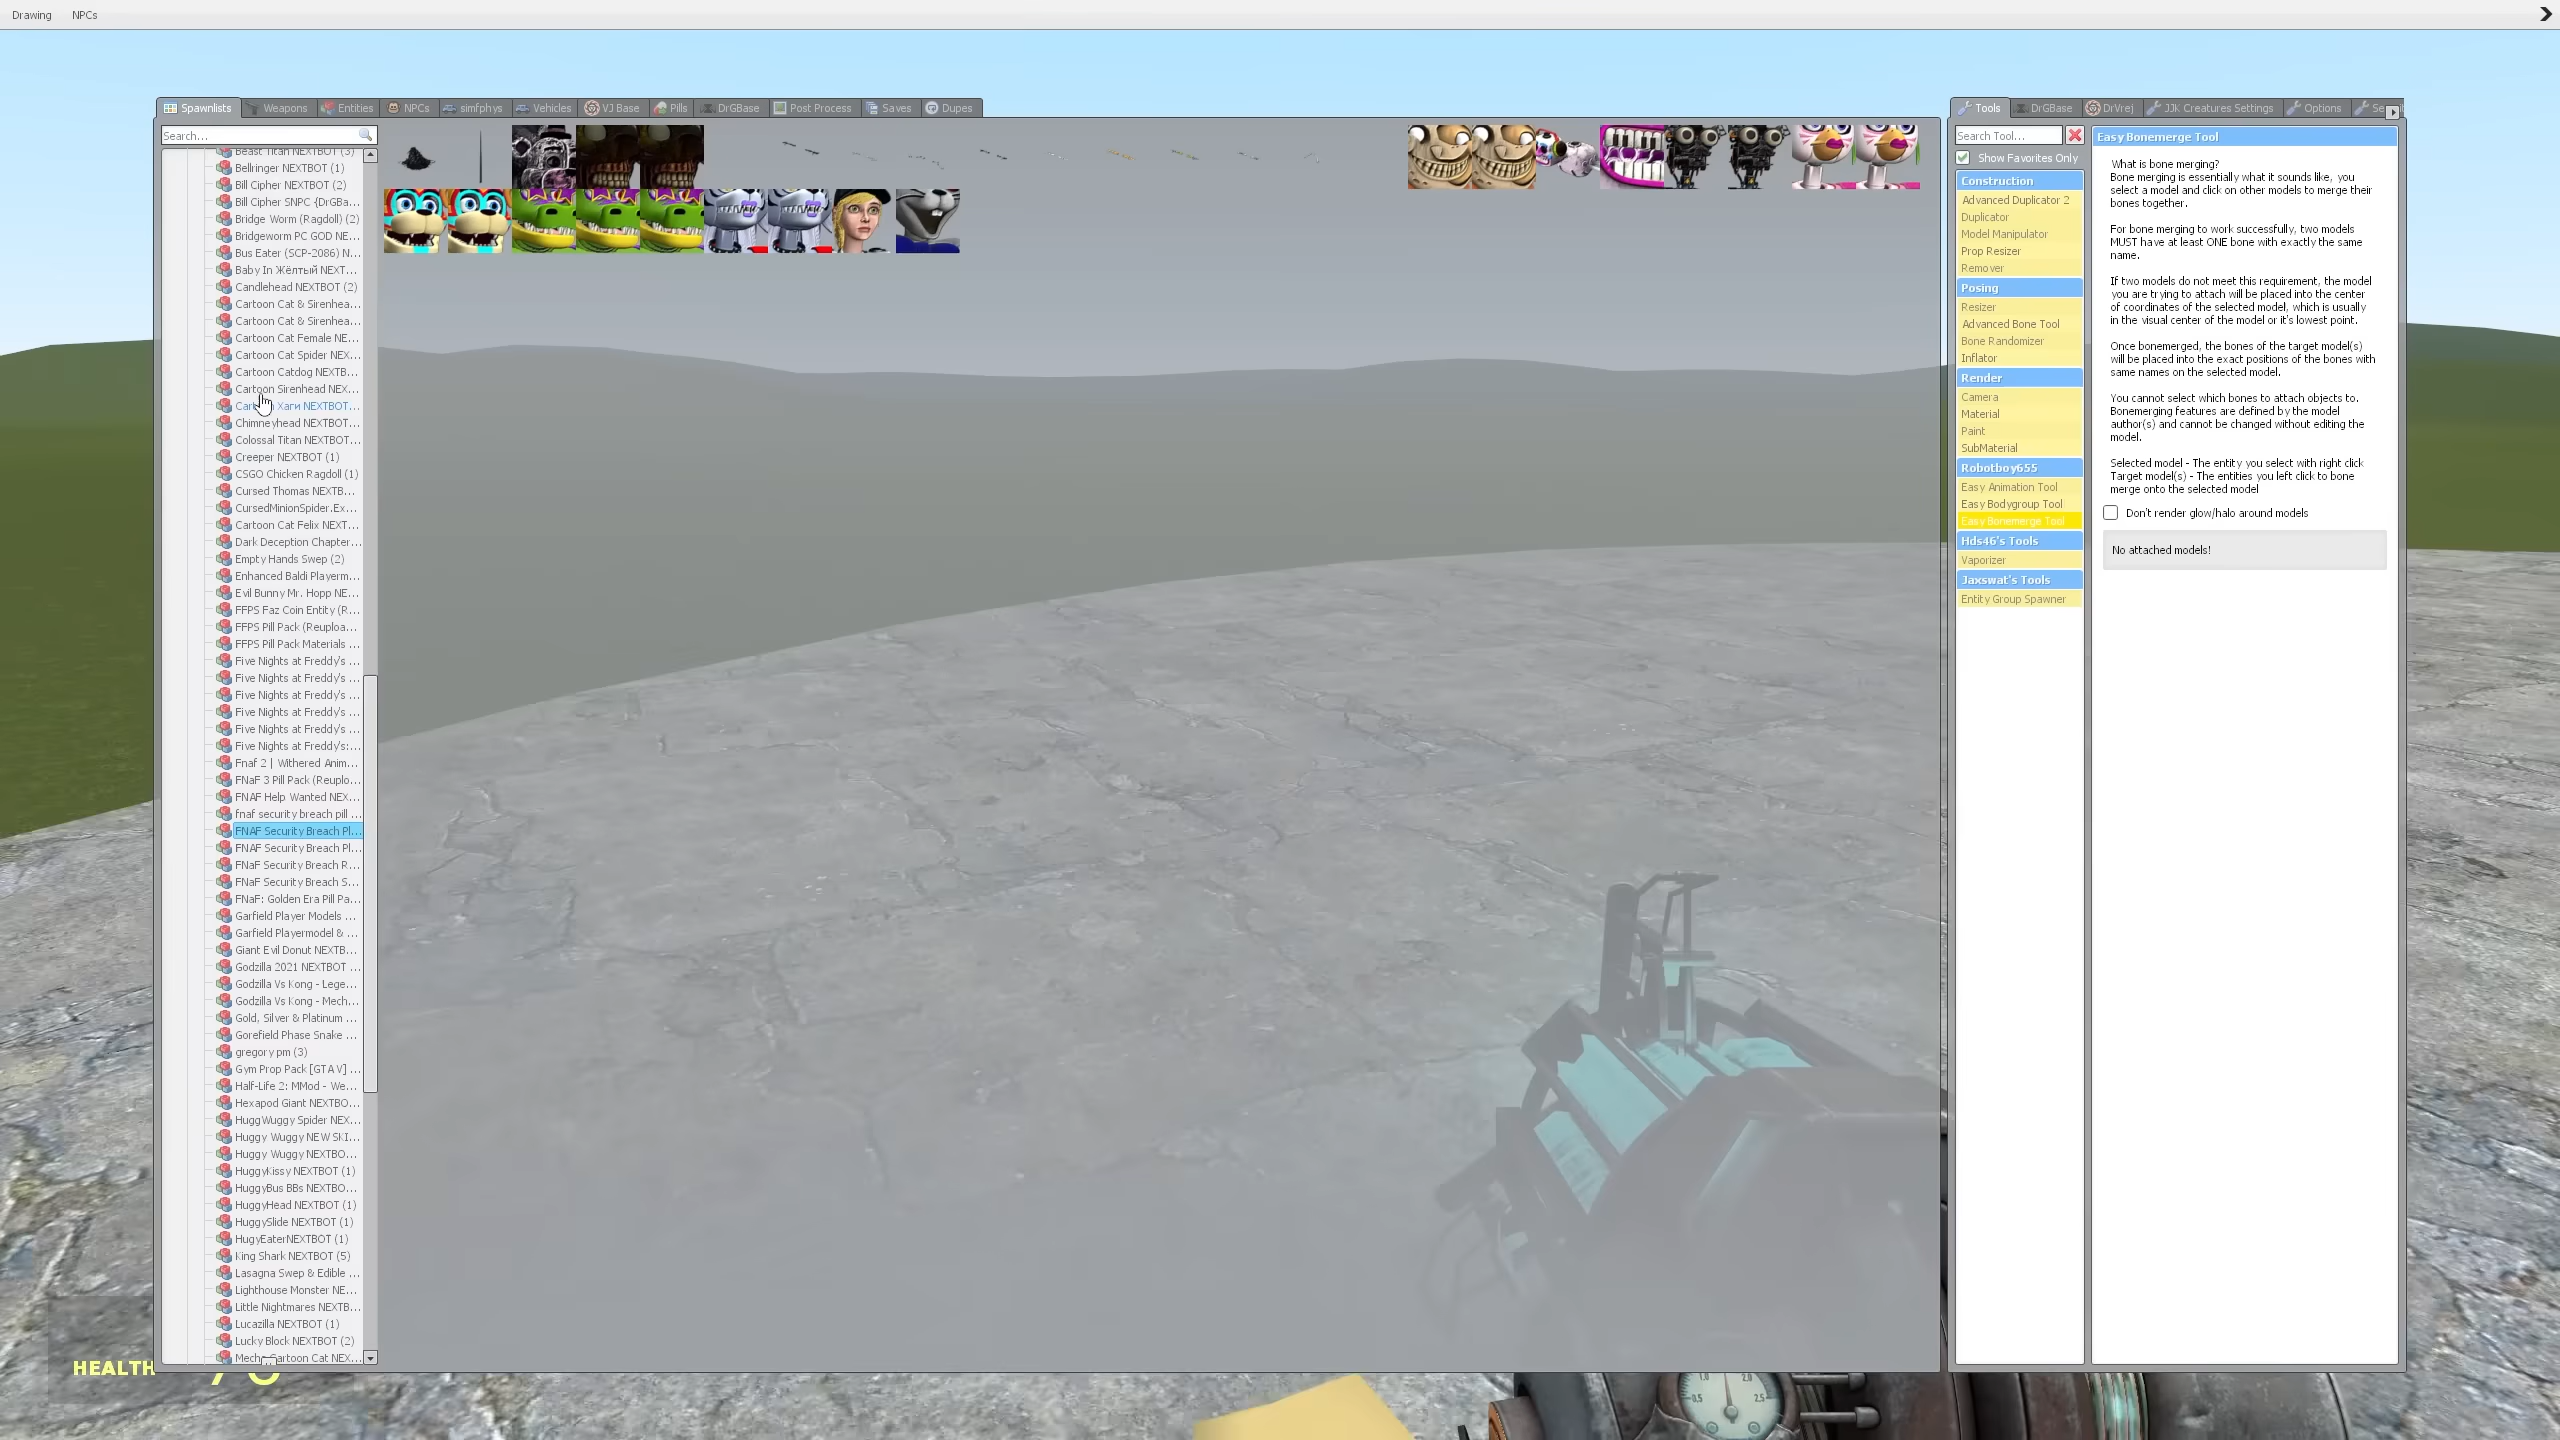 Drawing NPCs
Spawnlists Weapons Entities NPCs simfphys Vehicles VJ Base Pills DrGBase Post Process Saves Dupes
Search...
Beast Titan NEXTBOT (3)
Bellringer NEXTBOT (1)
Bill Cipher NEXTBOT (2)
Bill Cipher SNPC {DrGBa...
Bridge Worm (Ragdoll) (2)
Bridgeworm PC GOD NE...
Bus Eater (SCP-2086) N...
Baby In Жёлтый NEXT...
Candlehead NEXTBOT (2)
Cartoon Cat & Sirenhea...
Cartoon Cat & Sirenhea...
Cartoon Cat Female NE...
Cartoon Cat Spider NEX...
Cartoon Catdog NEXTB...
Cartoon Sirenhead NEX...
Хаги NEXTBOT...
Chimneyhead NEXTBOT...
Colossal Titan NEXTBOT...
Creeper NEXTBOT (1)
CSGO Chicken Ragdoll (1)
Cursed Thomas NEXTB...
CursedMinionSpider.Ex...
Cartoon Cat Felix NEXT...
Dark Deception Chapter...
Empty Hands Swep (2)
Enhanced Baldi Playerm...
Evil Bunny Mr. Hopp NE...
FFPS Faz Coin Entity (R...
FFPS Pill Pack (Reuploa...
FFPS Pill Pack Materials ...
Five Nights at Freddy's ...
Five Nights at Freddy's ...
Five Nights at Freddy's ...
Five Nights at Freddy's ...
Five Nights at Freddy's ...
Five Nights at Freddy's:...
Fnaf 2 | Withered Anim...
FNaF 3 Pill Pack (Reuplo...
FNAF Help Wanted NEX...
fnaf security breach pill ...
FNAF Security Breach Pl...
FNAF Security Breach Pl...
FNaF Security Breach R...
FNaF Security Breach S...
FNaF: Golden Era Pill Pa...
Garfield Player Models ...
Garfield Playermodel & ...
Giant Evil Donut NEXTB...
Godzilla 2021 NEXTBOT ...
Godzilla Vs Kong - Lege...
Godzilla Vs Kong - Mech...
Gold, Silver & Platinum ...
Gorefield Phase Snake ...
gregory pm (3)
Gym Prop Pack [GTA V] ...
Half-Life 2: MMod - We...
Hexapod Giant NEXTBO...
HuggWuggy Spider NEX...
Huggy Wuggy NEW SKI...
Huggy Wuggy NEXTBO...
HuggyKissy NEXTBOT (1)
HuggyBus BBs NEXTBO...
HuggyHead NEXTBOT (1)
HuggySlide NEXTBOT (1)
HugyEaterNEXTBOT (1)
King Shark NEXTBOT (5)
Lasagna Swep & Edible ...
Lighthouse Monster NE...
Little Nightmares NEXTB...
Lucazilla NEXTBOT (1)
Lucky Block NEXTBOT (2)
Mecha Cartoon Cat NEX...
HEALTH
Tools DrGBase DrVrej JJK Creatures Settings Options
Search Tool...
Show Favorites Only
Construction
Advanced Duplicator 2
Duplicator
Model Manipulator
Prop Resizer
Remover
Posing
Resizer
Advanced Bone Tool
Bone Randomizer
Inflator
Render
Camera
Material
Paint
SubMaterial
Robotboy655
Easy Animation Tool
Easy Bodygroup Tool
Easy Bonemerge Tool
Hds46's Tools
Vaporizer
Jaxswat's Tools
Entity Group Spawner
Easy Bonemerge Tool
What is bone merging?
Bone merging is essentially what it sounds like, you
select a model and click on other models to merge their
bones together.
For bone merging to work successfully, two models
MUST have at least ONE bone with exactly the same
name.
If two models do not meet this requirement, the model
you are trying to attach will be placed into the center
of coordinates of the selected model, which is usually
in the visual center of the model or it's lowest point.
Once bonemerged, the bones of the target model(s)
will be placed into the exact positions of the bones with
same names on the selected model.
You cannot select which bones to attach objects to.
Bonemerging features are defined by the model
author(s) and cannot be changed without editing the
model.
Selected model - The entity you select with right click
Target model(s) - The entities you left click to bone
merge onto the selected model
Don't render glow/halo around models
No attached models!
1.0 2.0
0.5 2.5